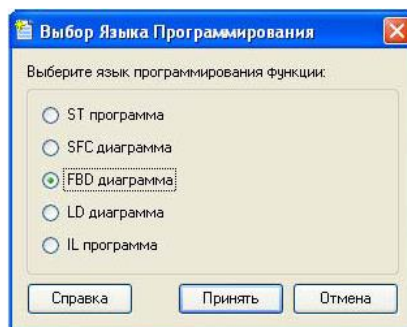 Выбор Языка Программирования
Выберите язык программирования функции:
ST программа
SFC диаграмма
FBD диаграмма
LD диаграмма
IL программа
Справка Принять Отмена